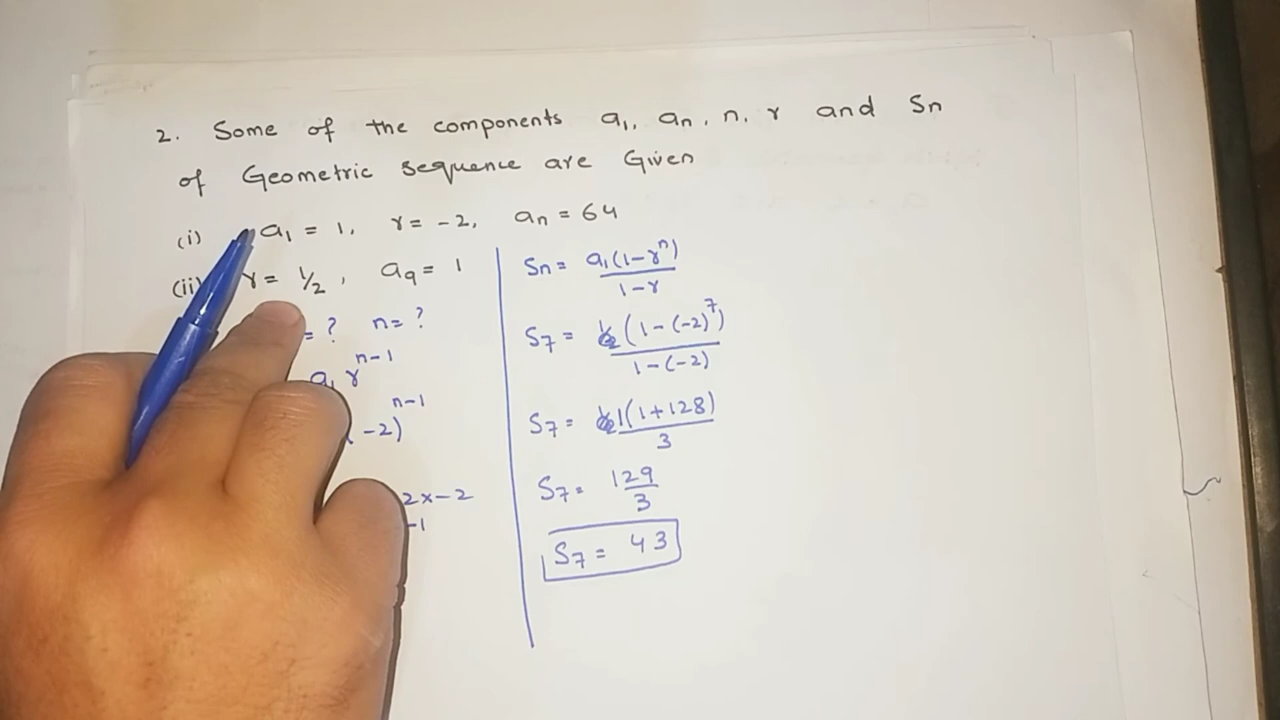 2. Some of the components a₁, aₙ, n, r and Sn
of Geometric sequence are Given
(i) a₁ = 1, r = -2, aₙ = 64
(ii) r = 1/2, a₉ = 1
= ? n = ?
a₁ r^(n-1)
(-2)^(n-1)
2x-2
-1
Sn = a₁(1-rⁿ) / 1-r
S₇ = 1(1-(-2)⁷) / 1-(-2)
S₇ = 1(1+128) / 3
S₇ = 129 / 3
S₇ = 43